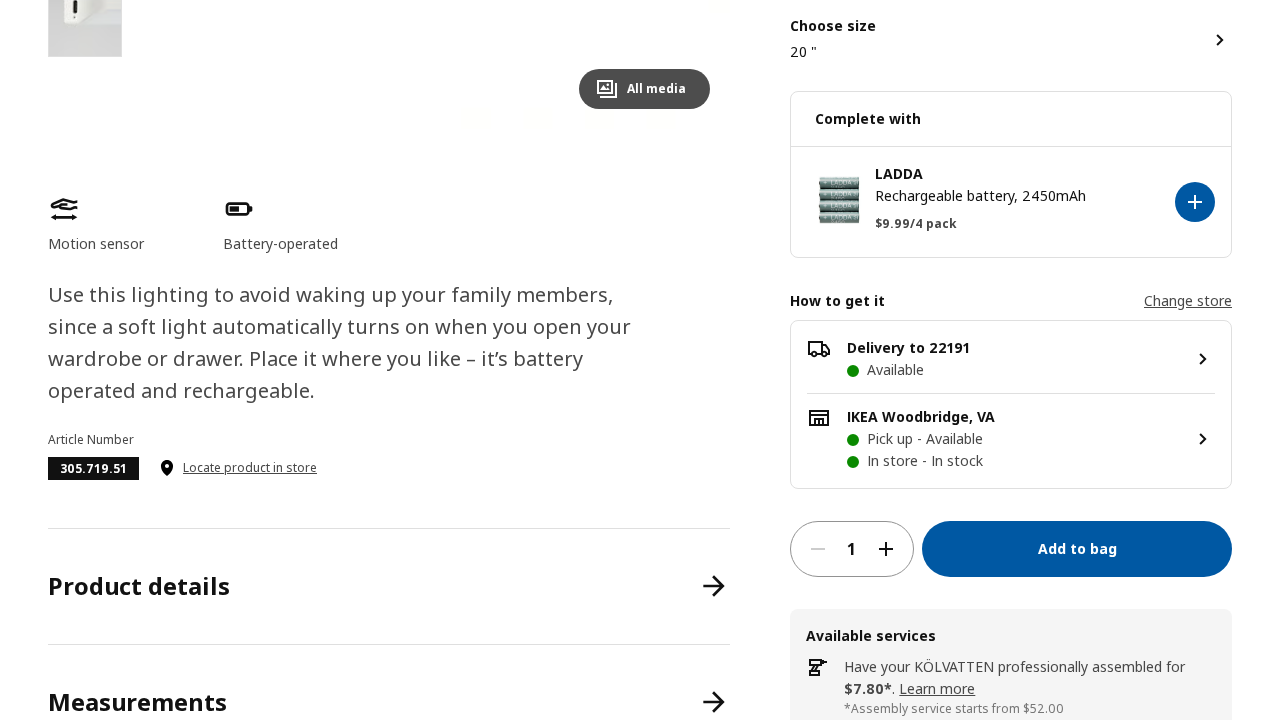 All media
Motion sensor
Battery-operated
Use this lighting to avoid waking up your family members,
since a soft light automatically turns on when you open your
wardrobe or drawer. Place it where you like – it’s battery
operated and rechargeable.
Article Number
305.719.51
Locate product in store
Product details
Measurements
Choose size
20 "
Complete with
LADDA
Rechargeable battery, 2450mAh
$9.99/4 pack
How to get it
Change store
Delivery to 22191
Available
IKEA Woodbridge, VA
Pick up - Available
In store - In stock
1
Add to bag
Available services
Have your KÖLVATTEN professionally assembled for
$7.80*. Learn more
*Assembly service starts from $52.00